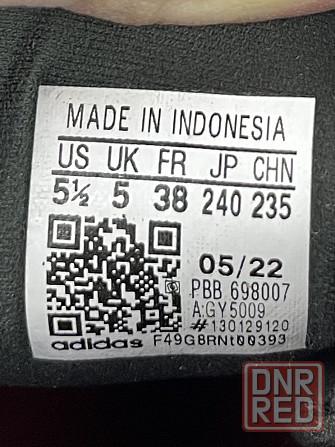 MADE IN INDONESIA
US UK FR JP CHN
5½ 5 38 240 235
05/22
PBB 698007
A:GY5009
#130129120
adidas F49G8RNt00393
DNR
RED